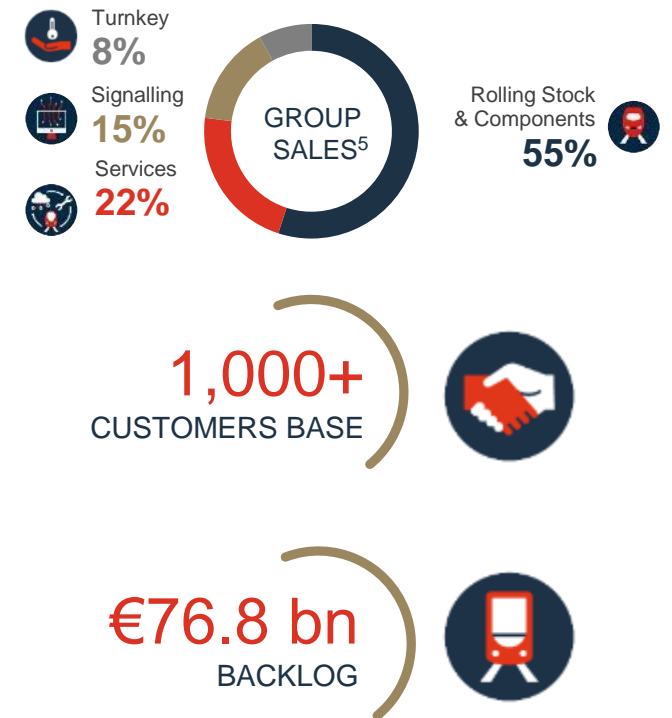 Turnkey
8%
Signalling
15%
Services
22%
GROUP
SALES5
Rolling Stock
& Components
55%
1,000+
CUSTOMERS BASE
€76.8 bn
BACKLOG